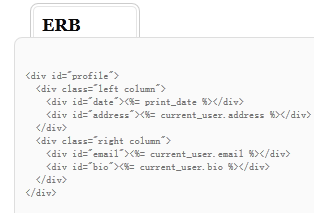 ERB
<div id="profile">
  <div class="left column">
    <div id="date"><%= print_date %></div>
    <div id="address"><%= current_user.address %></div>
  </div>
  <div class="right column">
    <div id="email"><%= current_user.email %></div>
    <div id="bio"><%= current_user.bio %></div>
  </div>
</div>